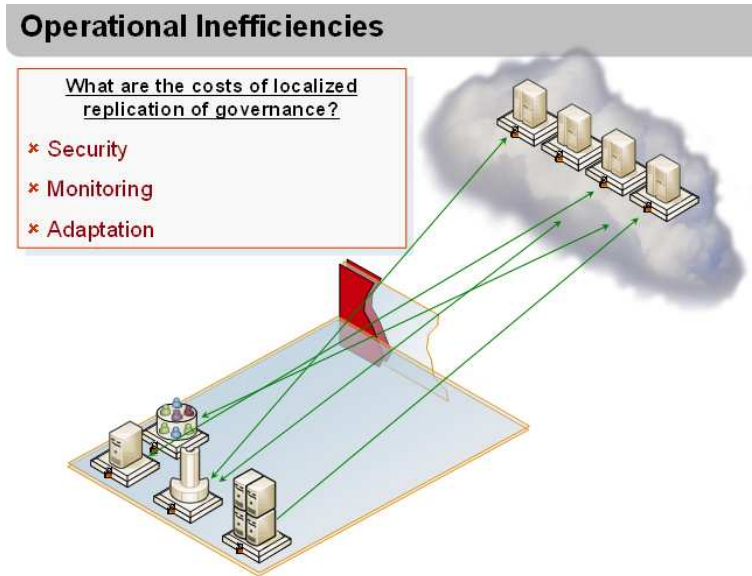 Operational Inefficiencies
What are the costs of localized
replication of governance?
× Security
× Monitoring
× Adaptation